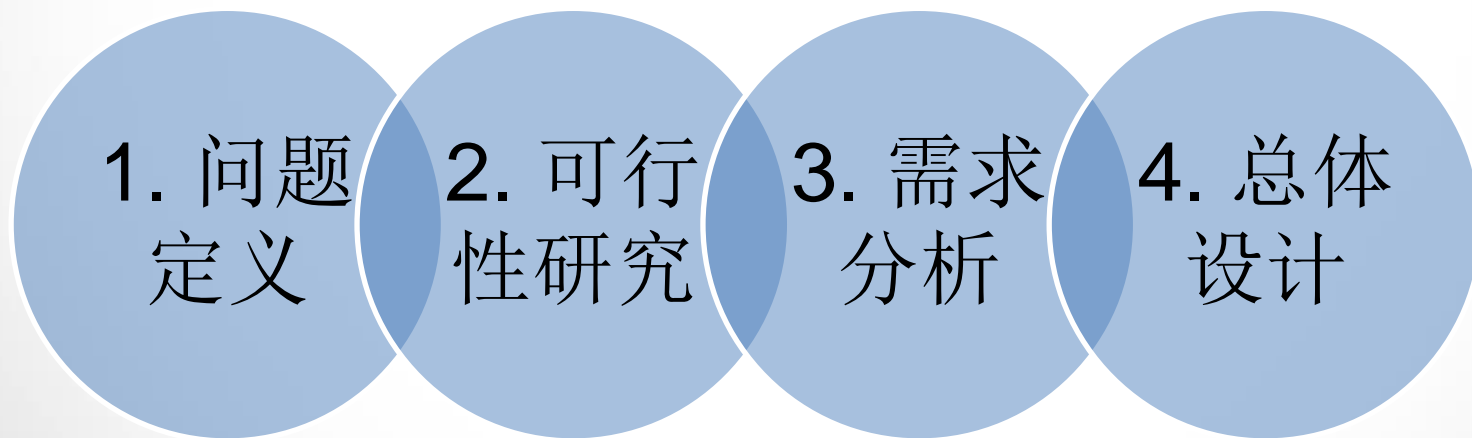 1. 问题
定义
2. 可行
性研究
3. 需求
分析
4. 总体
设计